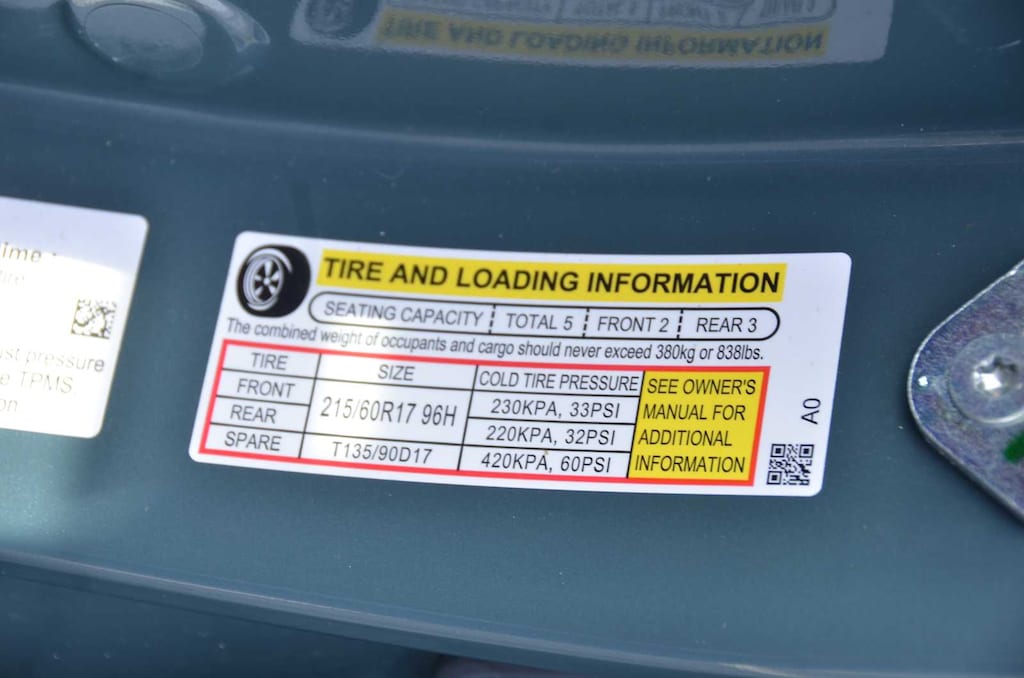 TIRE AND LOADING INFORMATION
ime
ust pressure
e TPMS.
on
TIRE AND LOADING INFORMATION
SEATING CAPACITY TOTAL 5 FRONT 2 REAR 3
The combined weight of occupants and cargo should never exceed 380kg or 838lbs.
TIRE SIZE COLD TIRE PRESSURE
FRONT 215/60R17 96H 230KPA, 33PSI
REAR 220KPA, 32PSI
SPARE T135/90D17 420KPA, 60PSI
SEE OWNER'S
MANUAL FOR
ADDITIONAL
INFORMATION
A0